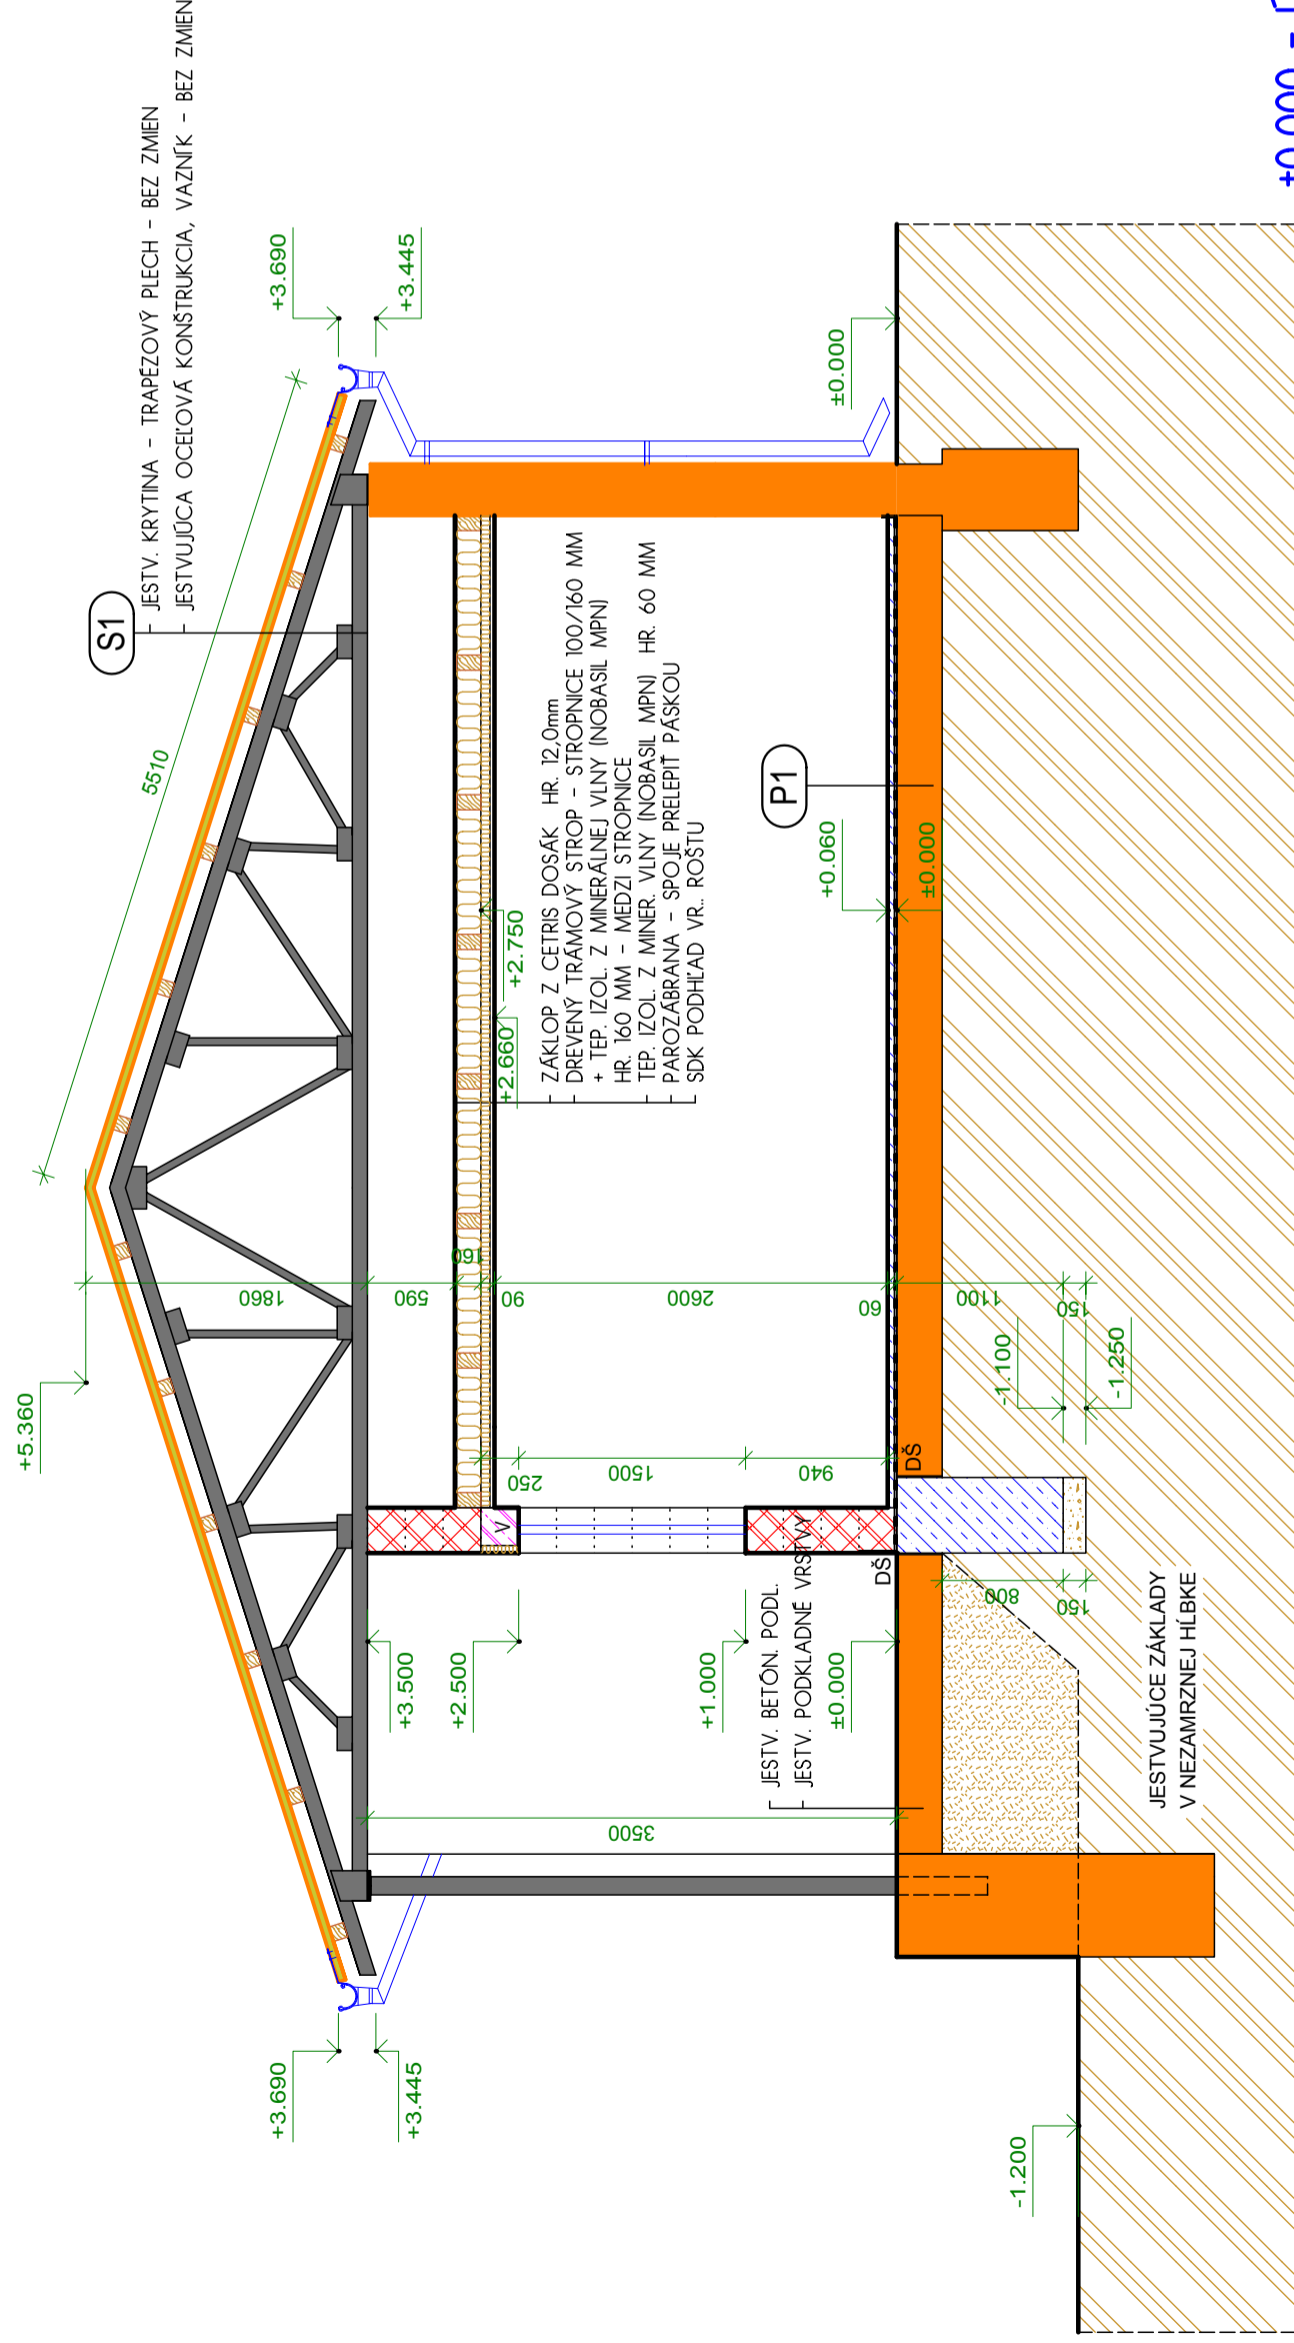 S1
JESTV. KRYTINA - TRAPÉZOVÝ PLECH - BEZ ZMIEN
JESTVUJÚCA OCEĽOVÁ KONŠTRUKCIA, VAZNÍK - BEZ ZMIEN
5510
+5.360
+3.690
+3.445
+3.690
+3.445
1860
590
160
90
2600
60
1100
150
+2.750
+2.660
ZÁKLOP Z CETRIS DOSÁK HR. 12,0mm
DREVENÝ TRÁMOVÝ STROP - STROPNICE 100/160 MM
+ TEP. IZOL. Z MINERÁLNEJ VLNY (NOBASIL MPN)
HR. 160 MM - MEDZI STROPNICE
TEP. IZOL. Z MINER. VLNY (NOBASIL MPN) HR. 60 MM
PAROZÁBRANA - SPOJE PRELEPIŤ PÁSKOU
SDK PODHĽAD VR.. ROŠTU
P1
+0.060
±0.000
±0.000
250
1500
940
V
DŠ
DŠ
+3.500
+2.500
+1.000
±0.000
3500
JESTV. BETÓN. PODL.
JESTV. PODKLADNÉ VRSTVY
-1.100
-1.250
800
150
JESTVUJÚCE ZÁKLADY
V NEZAMRZNEJ HĹBKE
-1.200
±0.000 =